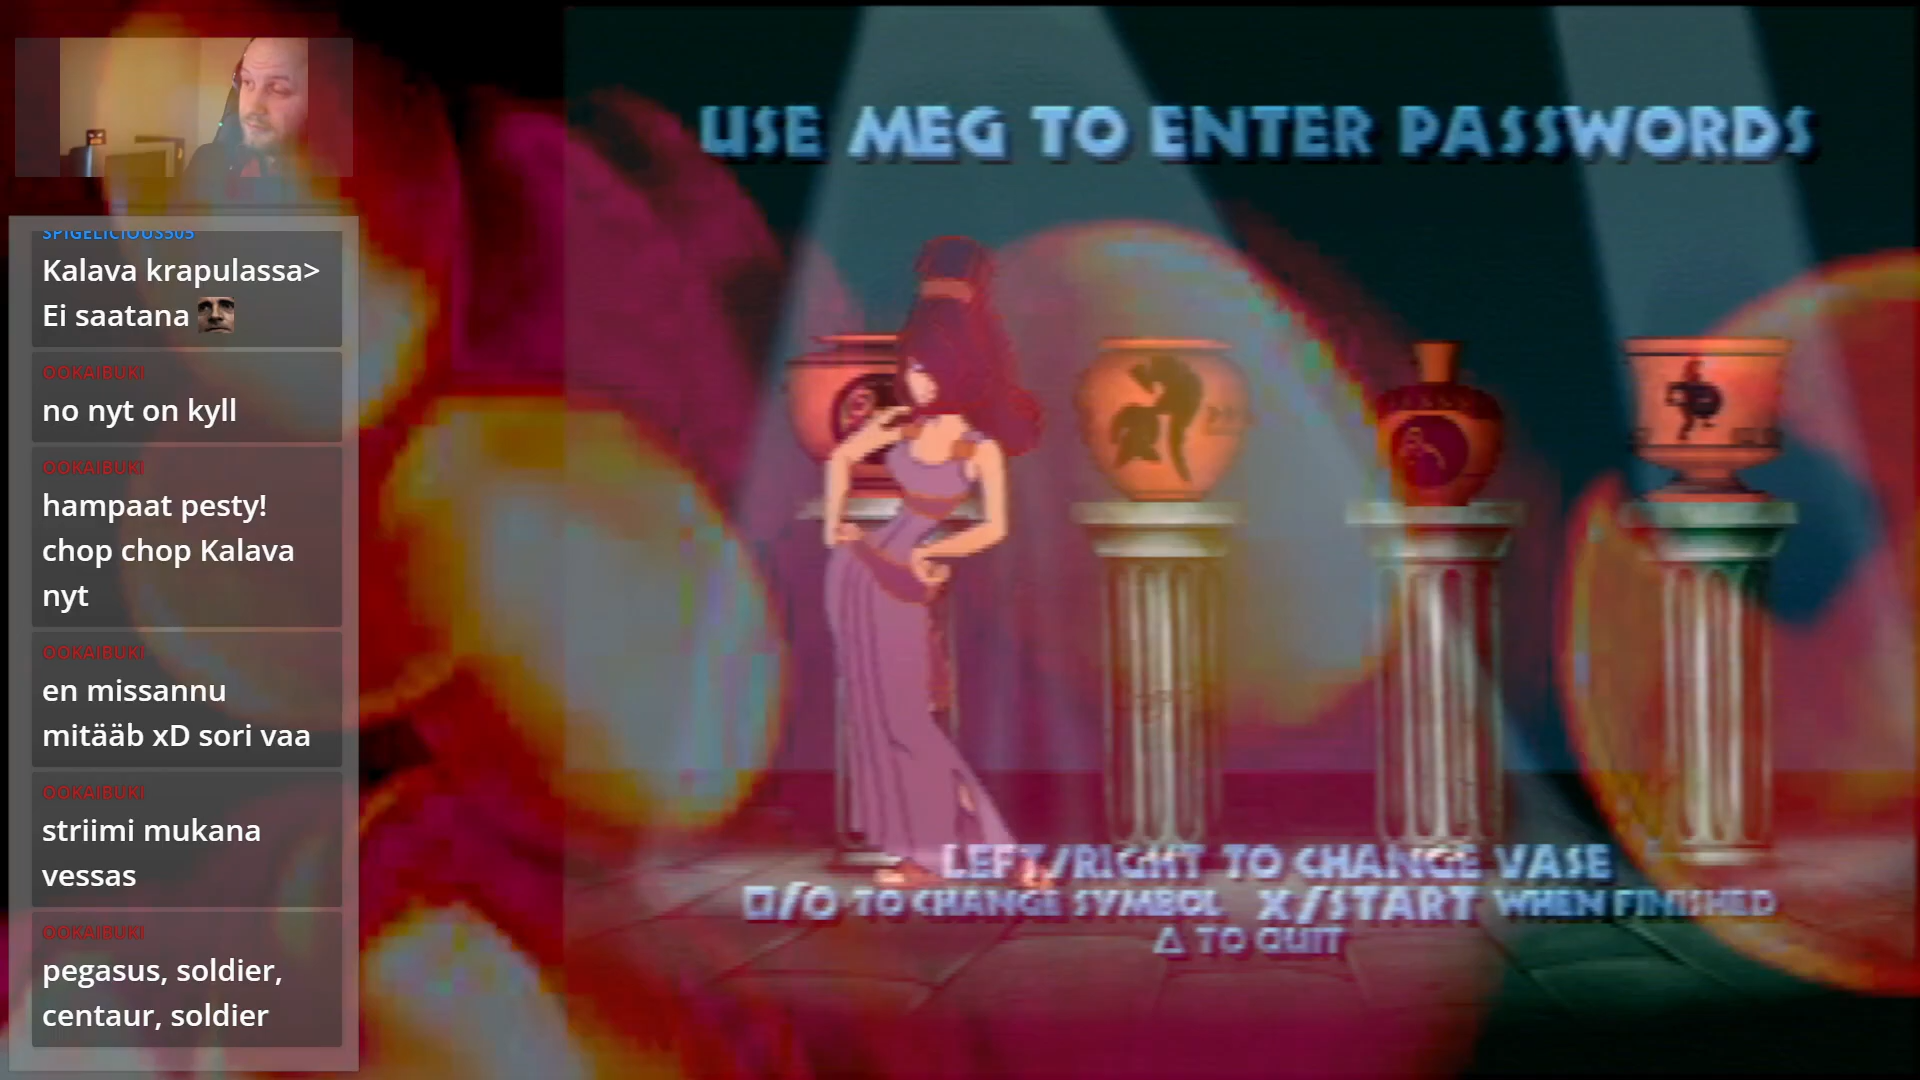 USE MEG TO ENTER PASSWORDS
SPIGELICIOUS505
Kalava krapulassa>
Ei saatana
OOKAIBUKI
no nyt on kyll
OOKAIBUKI
hampaat pesty!
chop chop Kalava
nyt
OOKAIBUKI
en missannu
mitääb xD sori vaa
OOKAIBUKI
striimi mukana
vessas
OOKAIBUKI
pegasus, soldier,
centaur, soldier
LEFT/RIGHT TO CHANGE VASE
□/O TO CHANGE SYMBOL X/START WHEN FINISHED
△ TO QUIT